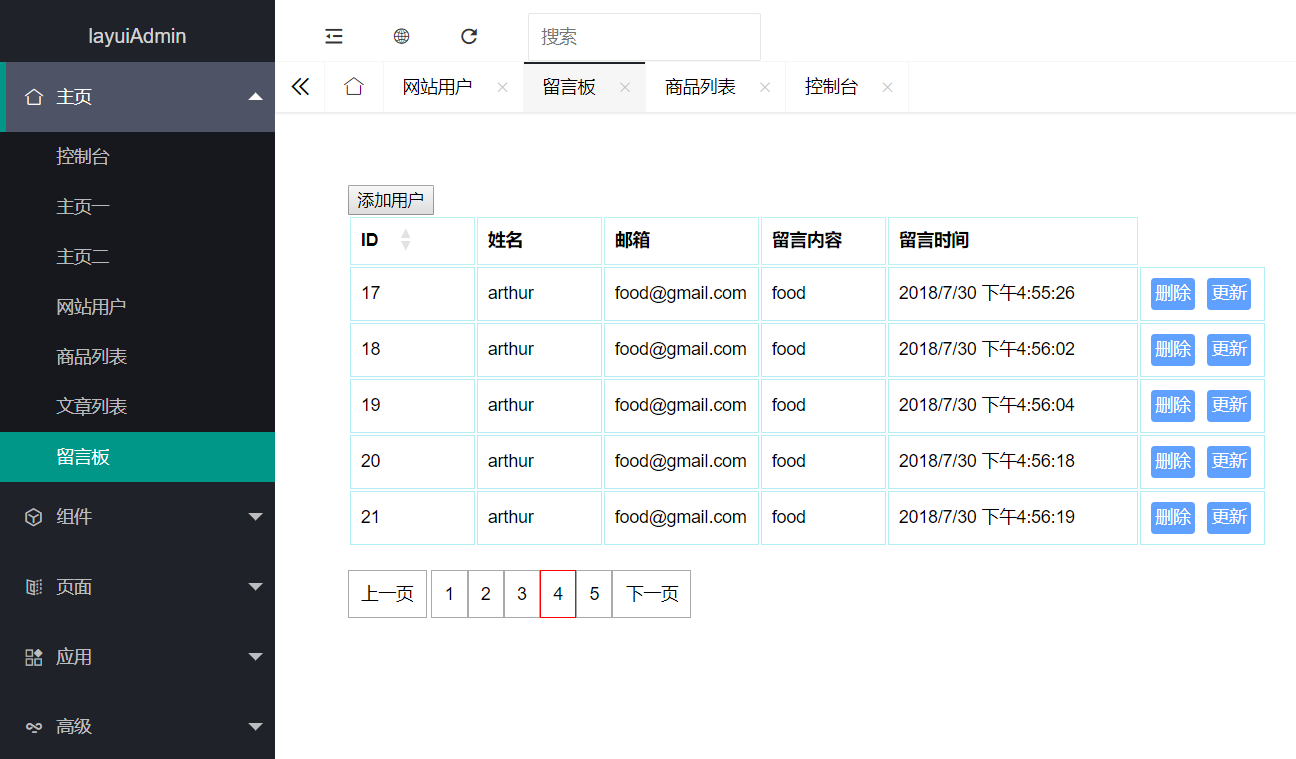 layuiAdmin
主页
控制台
主页一
主页二
网站用户
商品列表
文章列表
留言板
组件
页面
应用
高级
搜索
网站用户 留言板 商品列表 控制台
添加用户
ID 姓名 邮箱 留言内容 留言时间
17 arthur food@gmail.com food 2018/7/30 下午4:55:26 删除 更新
18 arthur food@gmail.com food 2018/7/30 下午4:56:02 删除 更新
19 arthur food@gmail.com food 2018/7/30 下午4:56:04 删除 更新
20 arthur food@gmail.com food 2018/7/30 下午4:56:18 删除 更新
21 arthur food@gmail.com food 2018/7/30 下午4:56:19 删除 更新
上一页 1 2 3 4 5 下一页